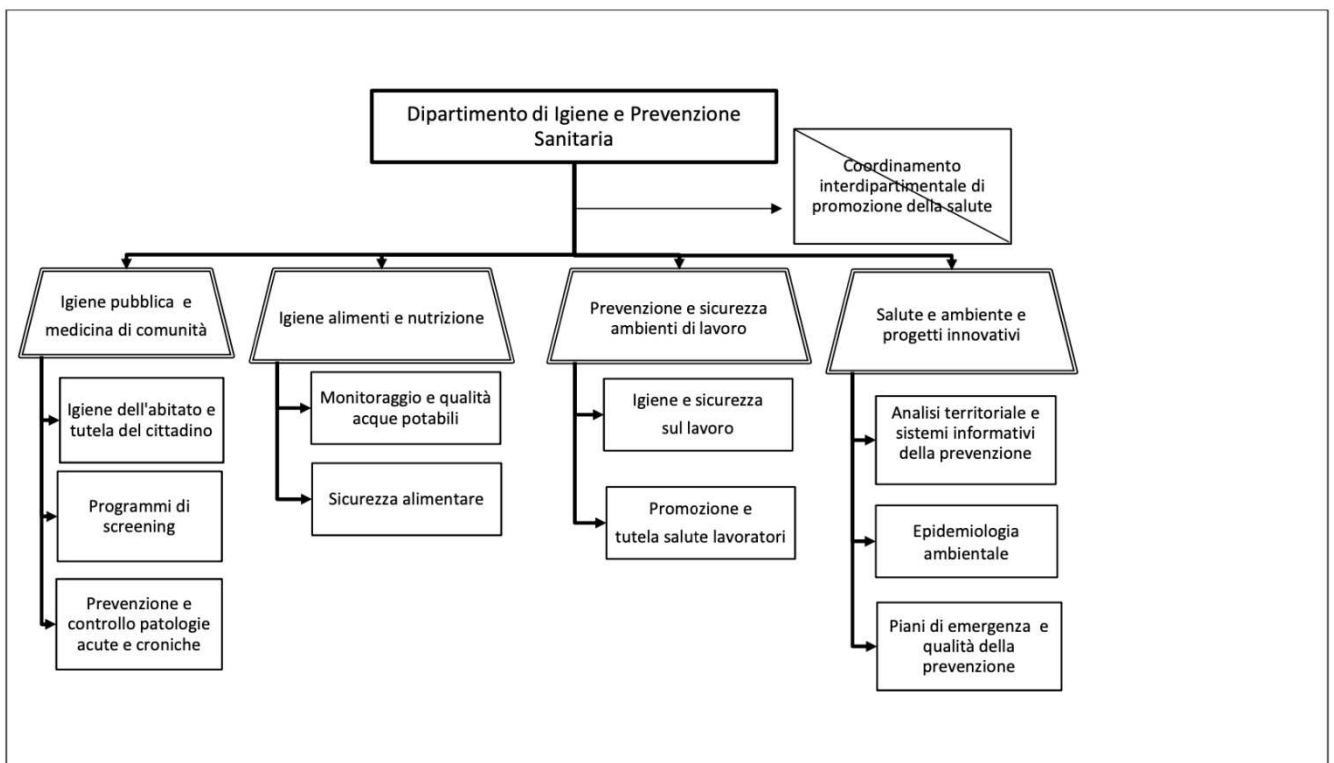 Dipartimento di Igiene e Prevenzione
Sanitaria
Coordinamento
interdipartimentale di
promozione della salute
Igiene pubblica e
medicina di comunità
Igiene alimenti e nutrizione
Prevenzione e sicurezza
ambienti di lavoro
Salute e ambiente e
progetti innovativi
Igiene dell'abitato e
tutela del cittadino
Programmi di
screening
Prevenzione e
controllo patologie
acute e croniche
Monitoraggio e qualità
acque potabili
Sicurezza alimentare
Igiene e sicurezza
sul lavoro
Promozione e
tutela salute lavoratori
Analisi territoriale e
sistemi informativi
della prevenzione
Epidemiologia
ambientale
Piani di emergenza e
qualità della
prevenzione